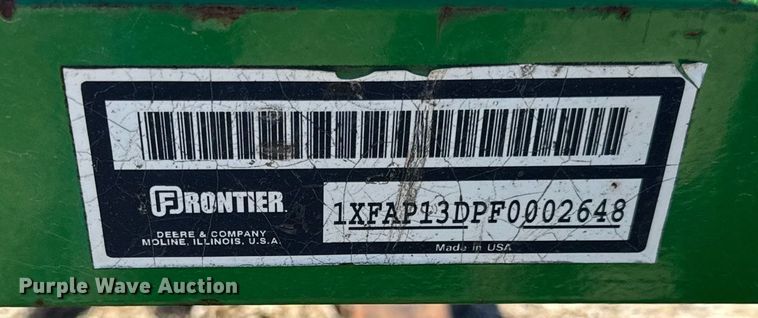 FRONTIER
DEERE & COMPANY
MOLINE, ILLINOIS, U.S.A.
1XFAP13DPF0002648
Made in USA
Purple Wave Auction